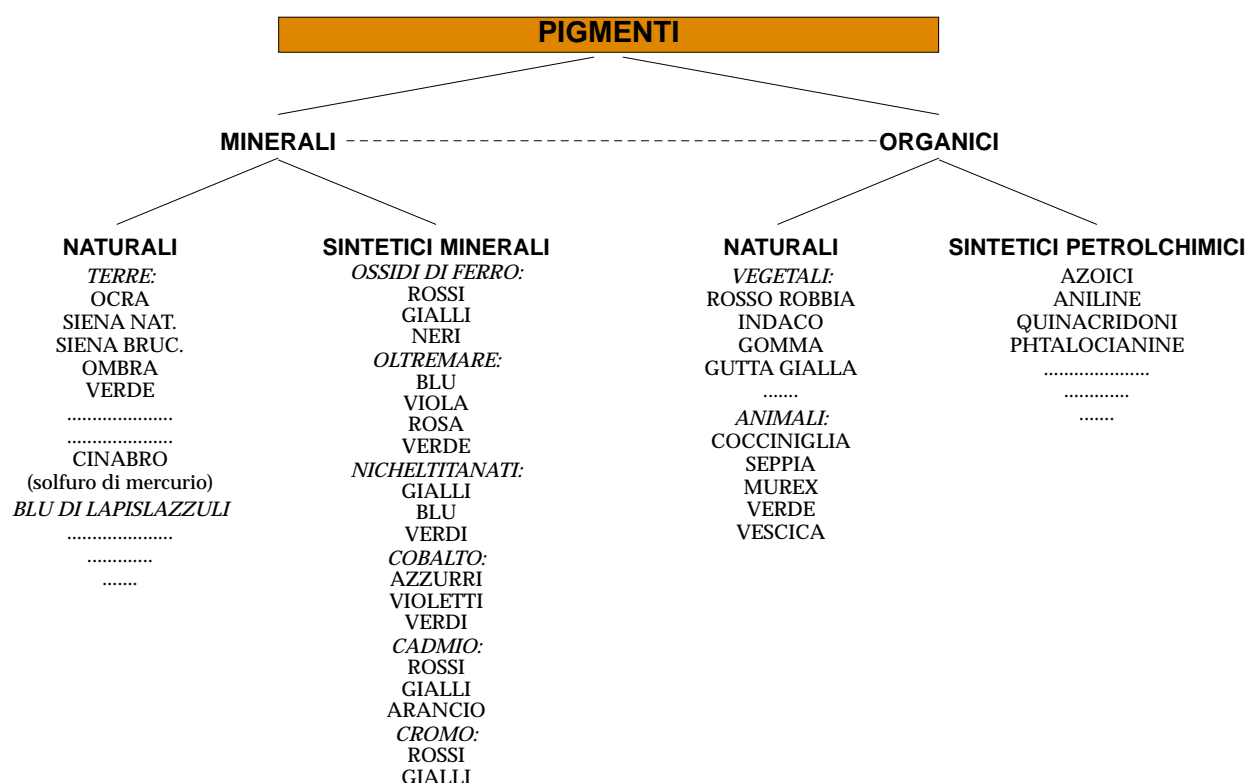 PIGMENTI
MINERALI
ORGANICI
NATURALI
TERRE:
OCRA
SIENA NAT.
SIENA BRUC.
OMBRA
VERDE
.....................
.....................
CINABRO
(solfuro di mercurio)
BLU DI LAPISLAZZULI
.....................
.............
.......
SINTETICI MINERALI
OSSIDI DI FERRO:
ROSSI
GIALLI
NERI
OLTREMARE:
BLU
VIOLA
ROSA
VERDE
NICHELTITANATI:
GIALLI
BLU
VERDI
COBALTO:
AZZURRI
VIOLETTI
VERDI
CADMIO:
ROSSI
GIALLI
ARANCIO
CROMO:
ROSSI
GIALLI
NATURALI
VEGETALI:
ROSSO ROBBIA
INDACO
GOMMA
GUTTA GIALLA
.......
ANIMALI:
COCCINIGLIA
SEPPIA
MUREX
VERDE
VESCICA
SINTETICI PETROLCHIMICI
AZOICI
ANILINE
QUINACRIDONI
PHTALOCIANINE
.....................
.............
.......